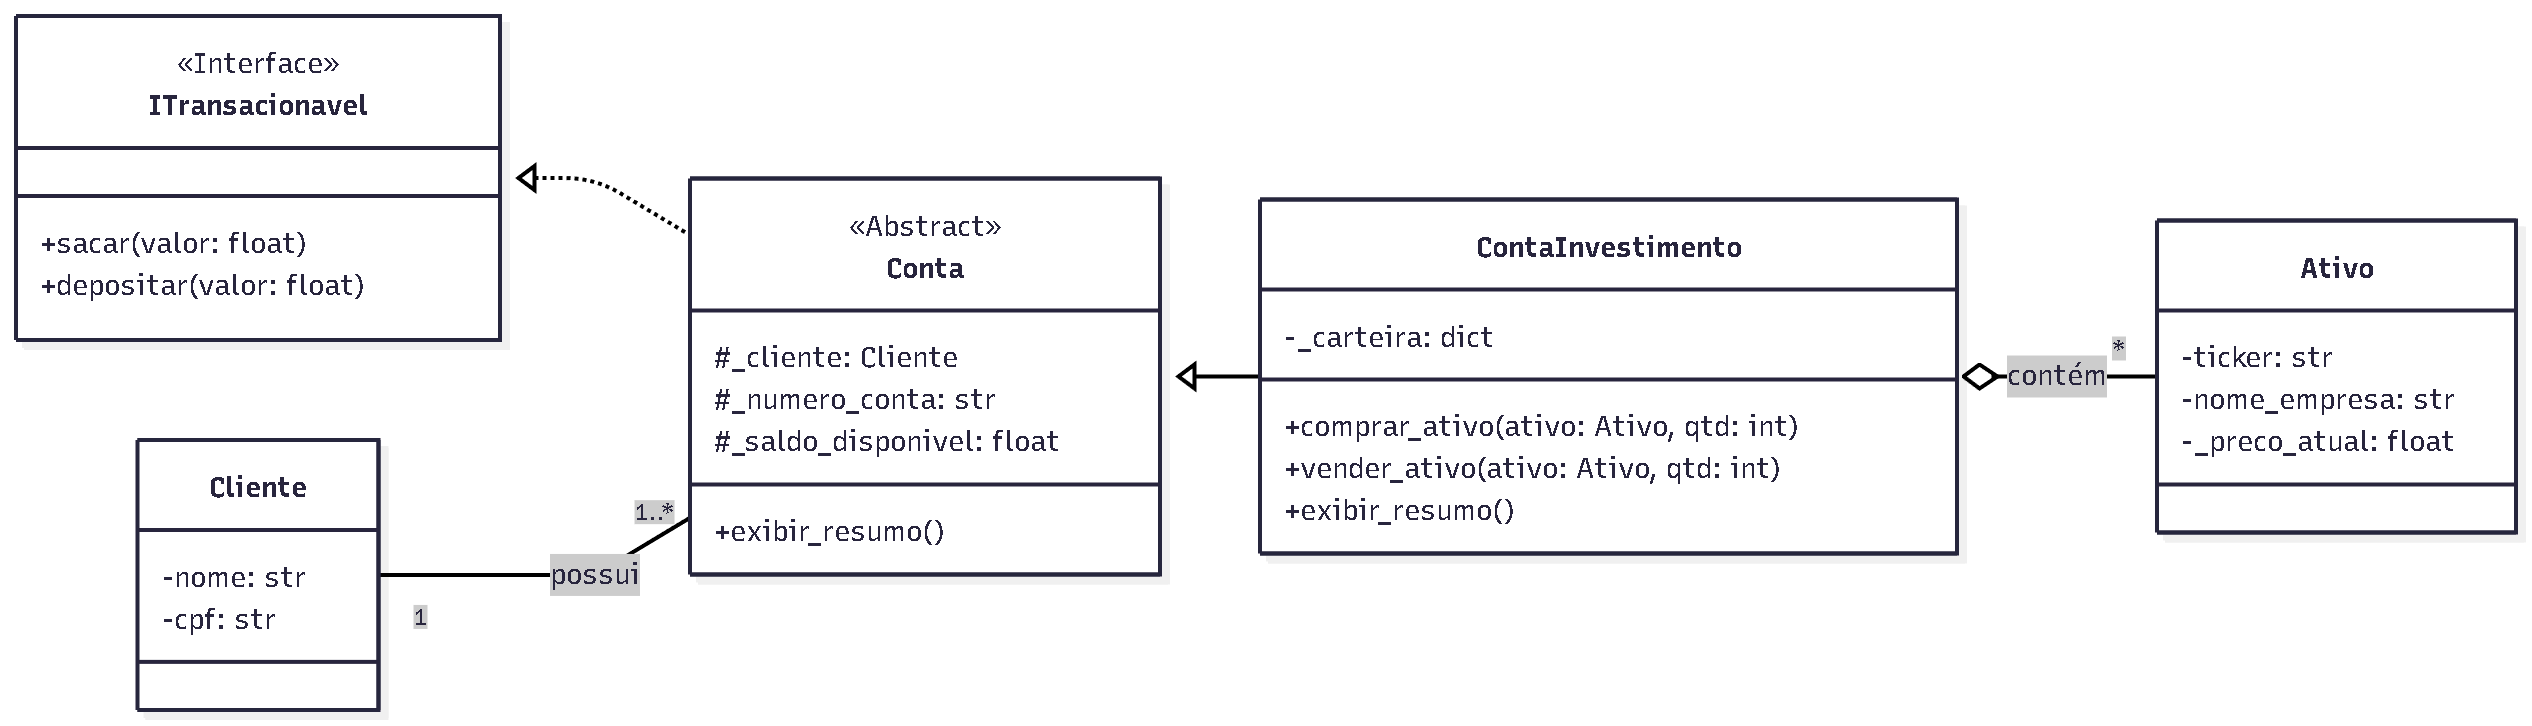 «Interface»
ITransacionavel
+sacar(valor: float)
+depositar(valor: float)
Cliente
-nome: str
-cpf: str
1
possui
1..*
«Abstract»
Conta
#_cliente: Cliente
#_numero_conta: str
#_saldo_disponivel: float
+exibir_resumo()
ContaInvestimento
-_carteira: dict
+comprar_ativo(ativo: Ativo, qtd: int)
+vender_ativo(ativo: Ativo, qtd: int)
+exibir_resumo()
contém
*
Ativo
-ticker: str
-nome_empresa: str
-_preco_atual: float